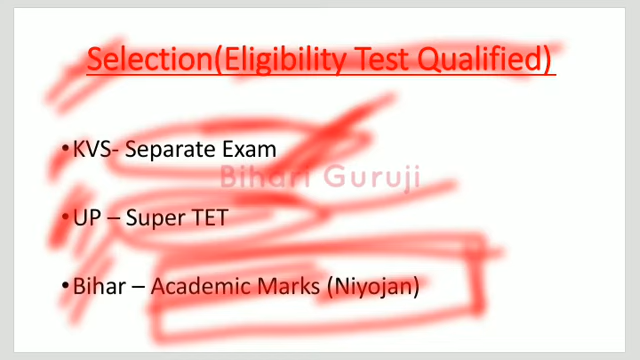 Selection(Eligibility Test Qualified)
•KVS- Separate Exam
Bihari Guruji
•UP – Super TET
•Bihar – Academic Marks (Niyojan)